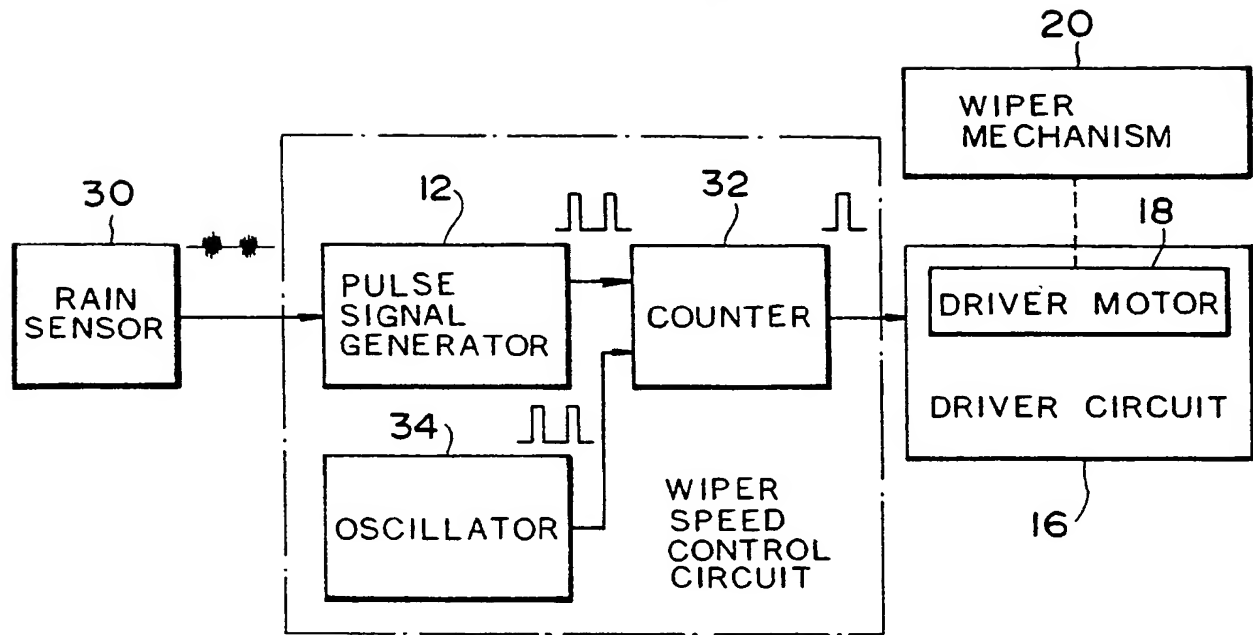 20
WIPER
MECHANISM
30
RAIN
SENSOR
12
PULSE
SIGNAL
GENERATOR
32
COUNTER
18
DRIVER MOTOR
DRIVER CIRCUIT
16
34
OSCILLATOR
WIPER
SPEED
CONTROL
CIRCUIT